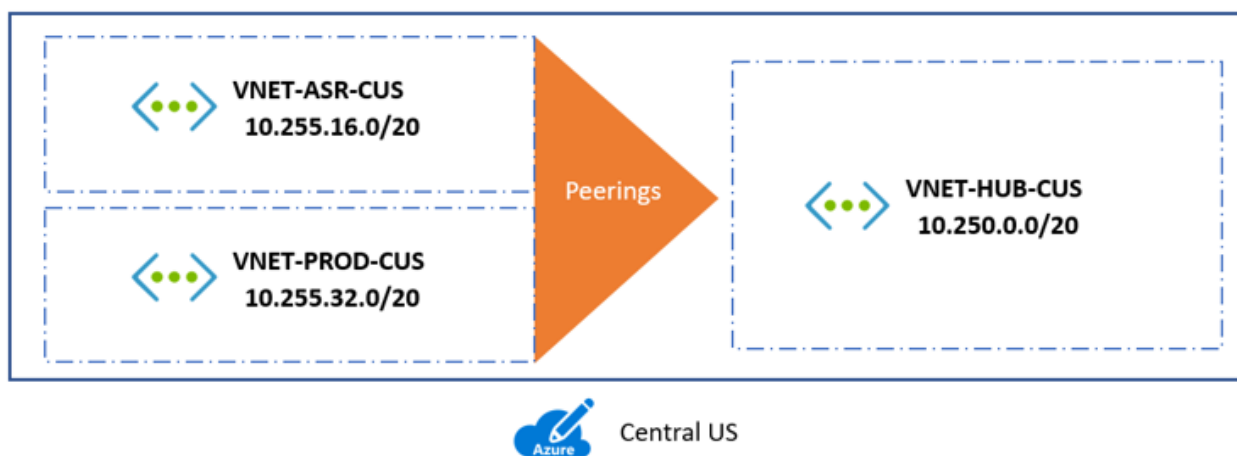 VNET-ASR-CUS
10.255.16.0/20
VNET-PROD-CUS
10.255.32.0/20
Peerings
VNET-HUB-CUS
10.250.0.0/20
Azure
Central US